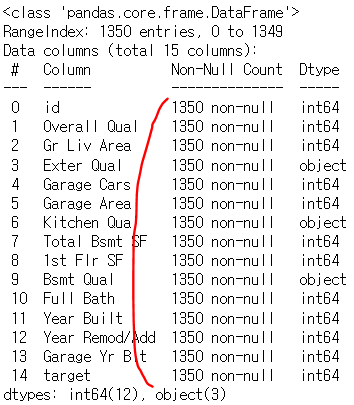 <class 'pandas.core.frame.DataFrame'>
RangeIndex: 1350 entries, 0 to 1349
Data columns (total 15 columns):
 #   Column          Non-Null Count  Dtype
---  ------          --------------  -----
 0   id              1350 non-null   int64
 1   Overall Qual    1350 non-null   int64
 2   Gr Liv Area     1350 non-null   int64
 3   Exter Qual      1350 non-null   object
 4   Garage Cars     1350 non-null   int64
 5   Garage Area     1350 non-null   int64
 6   Kitchen Qual    1350 non-null   object
 7   Total Bsmt SF   1350 non-null   int64
 8   1st Flr SF      1350 non-null   int64
 9   Bsmt Qual       1350 non-null   object
 10  Full Bath       1350 non-null   int64
 11  Year Built      1350 non-null   int64
 12  Year Remod/Add  1350 non-null   int64
 13  Garage Yr Blt   1350 non-null   int64
 14  target          1350 non-null   int64
dtypes: int64(12), object(3)